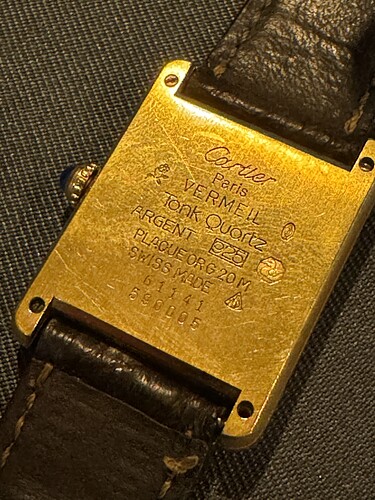 Cartier
Paris
VERMEIL
Tank Quartz
ARGENT 925
PLAQUE OR G 20 M
SWISS MADE
61141
590005